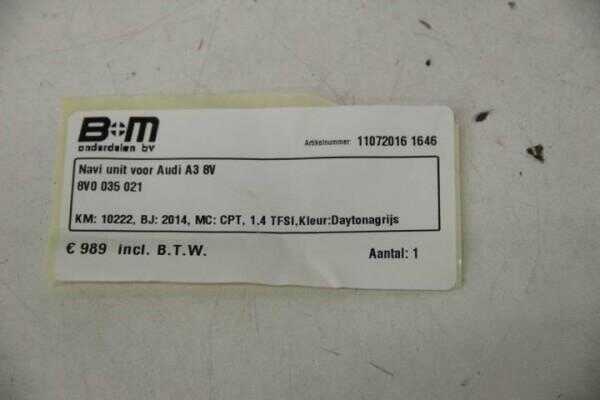 B+M
onderdelen bv
Artikelnummer 11072016 1646
Navi unit voor Audi A3 8V
8V0 035 021
KM: 10222, BJ: 2014, MC: CPT, 1.4 TFSI,Kleur:Daytonagrijs
€ 989 incl. B.T.W.
Aantal: 1